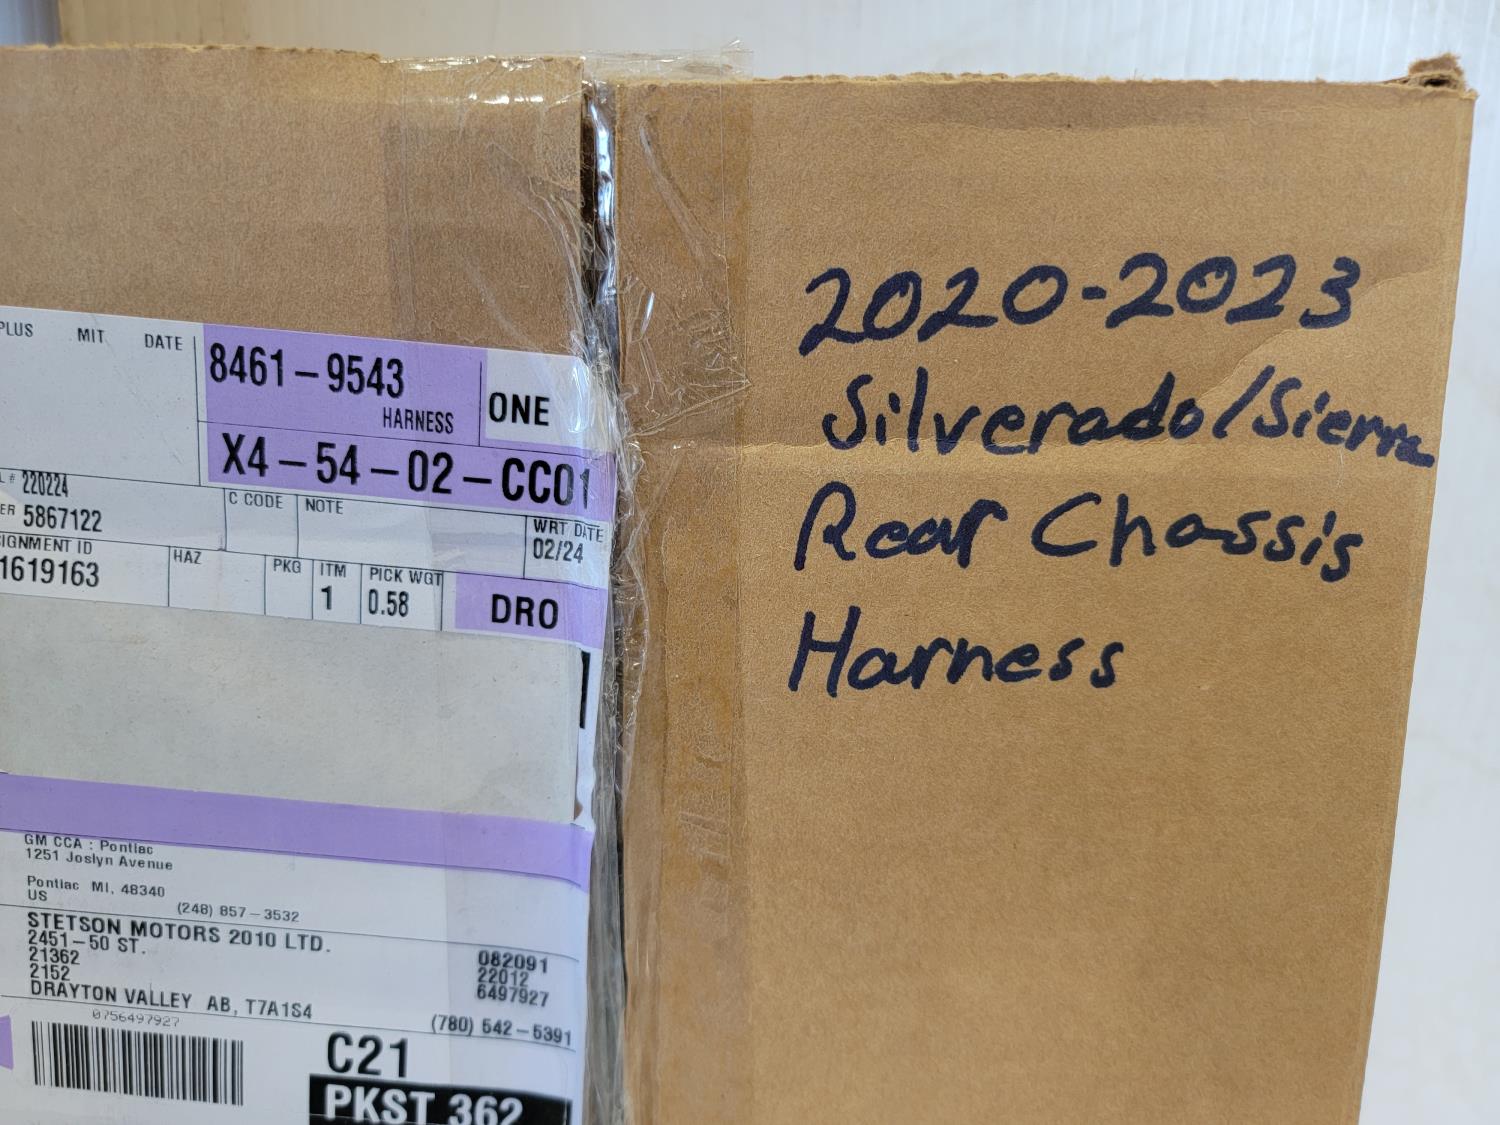 PLUS MIT DATE
8461-9543
HARNESS
ONE
X4-54-02-CC01
# 220224
ER 5867122
C CODE NOTE
WRT DATE
02/24
IGNMENT ID
1619163
HAZ PKG ITM PICK WGT
1 0.58
DRO
GM CCA : Pontiac
1251 Joslyn Avenue
Pontiac MI, 48340
US
(248) 857-3532
STETSON MOTORS 2010 LTD.
2451-50 ST.
21362
2152
DRAYTON VALLEY AB, T7A1S4
082091
22012
6497927
(780) 542-5391
0756497927
C21
PKST 362
2020-2023
Silverado/Sierra
Rear Chassis
Harness